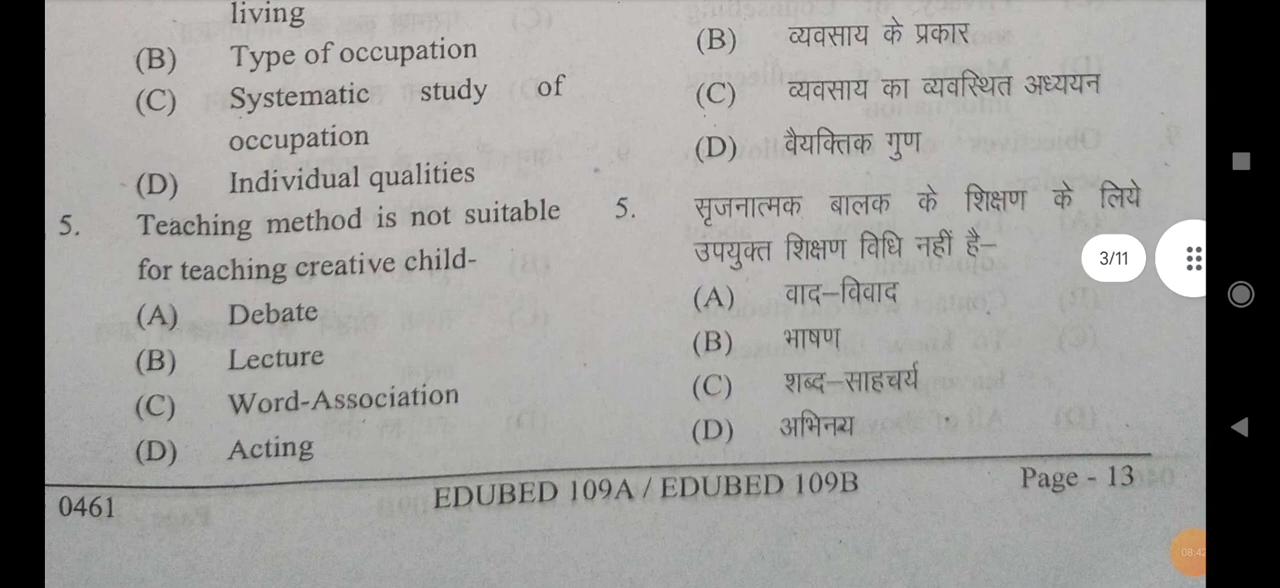 living
(B) Type of occupation
(C) Systematic study of
occupation
(D) Individual qualities
5. Teaching method is not suitable
for teaching creative child-
(A) Debate
(B) Lecture
(C) Word-Association
(D) Acting
(B) व्यवसाय के प्रकार
(C) व्यवसाय का व्यवस्थित अध्ययन
(D) वैयक्तिक गुण
5. सृजनात्मक बालक के शिक्षण के लिये
उपयुक्त शिक्षण विधि नहीं है–
(A) वाद–विवाद
(B) भाषण
(C) शब्द–साहचर्य
(D) अभिनय
3/11
0461
EDUBED 109A / EDUBED 109B
Page - 13
08:42